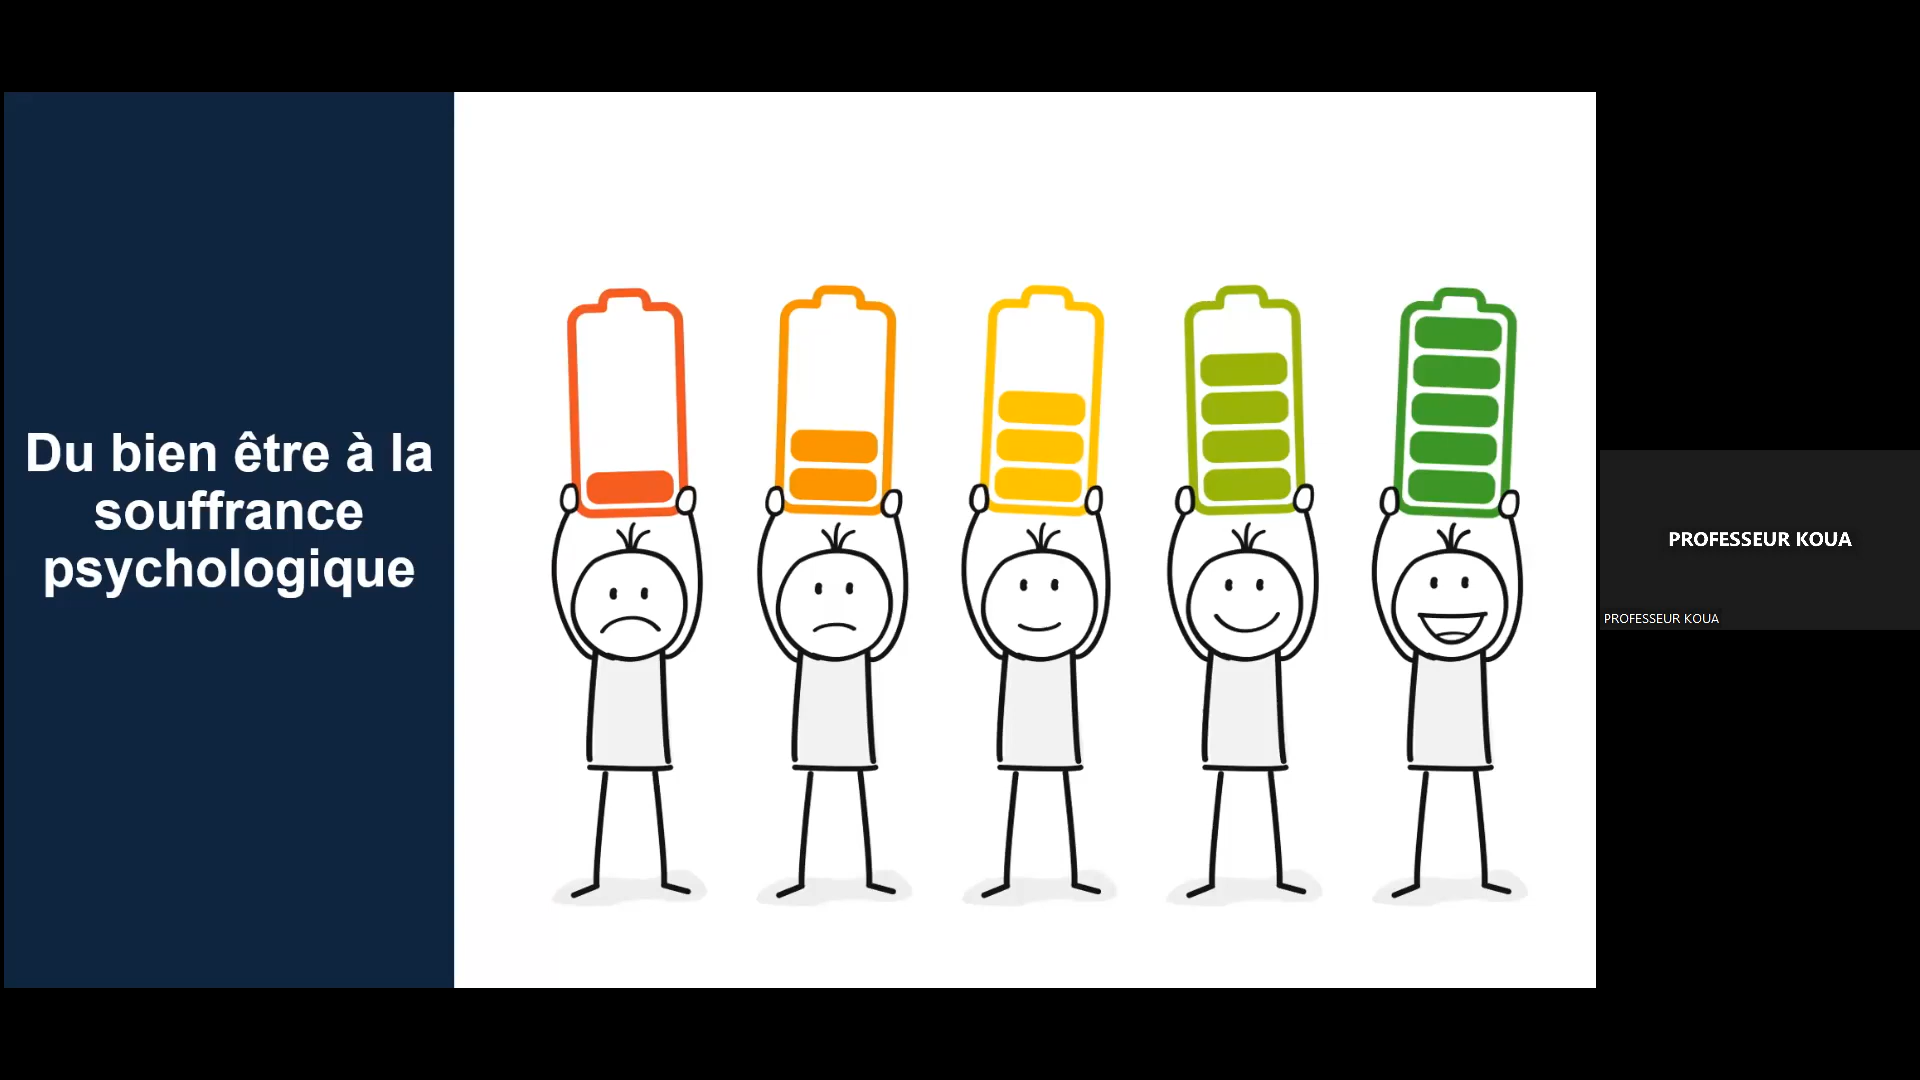 Du bien être à la
souffrance
psychologique
PROFESSEUR KOUA
PROFESSEUR KOUA